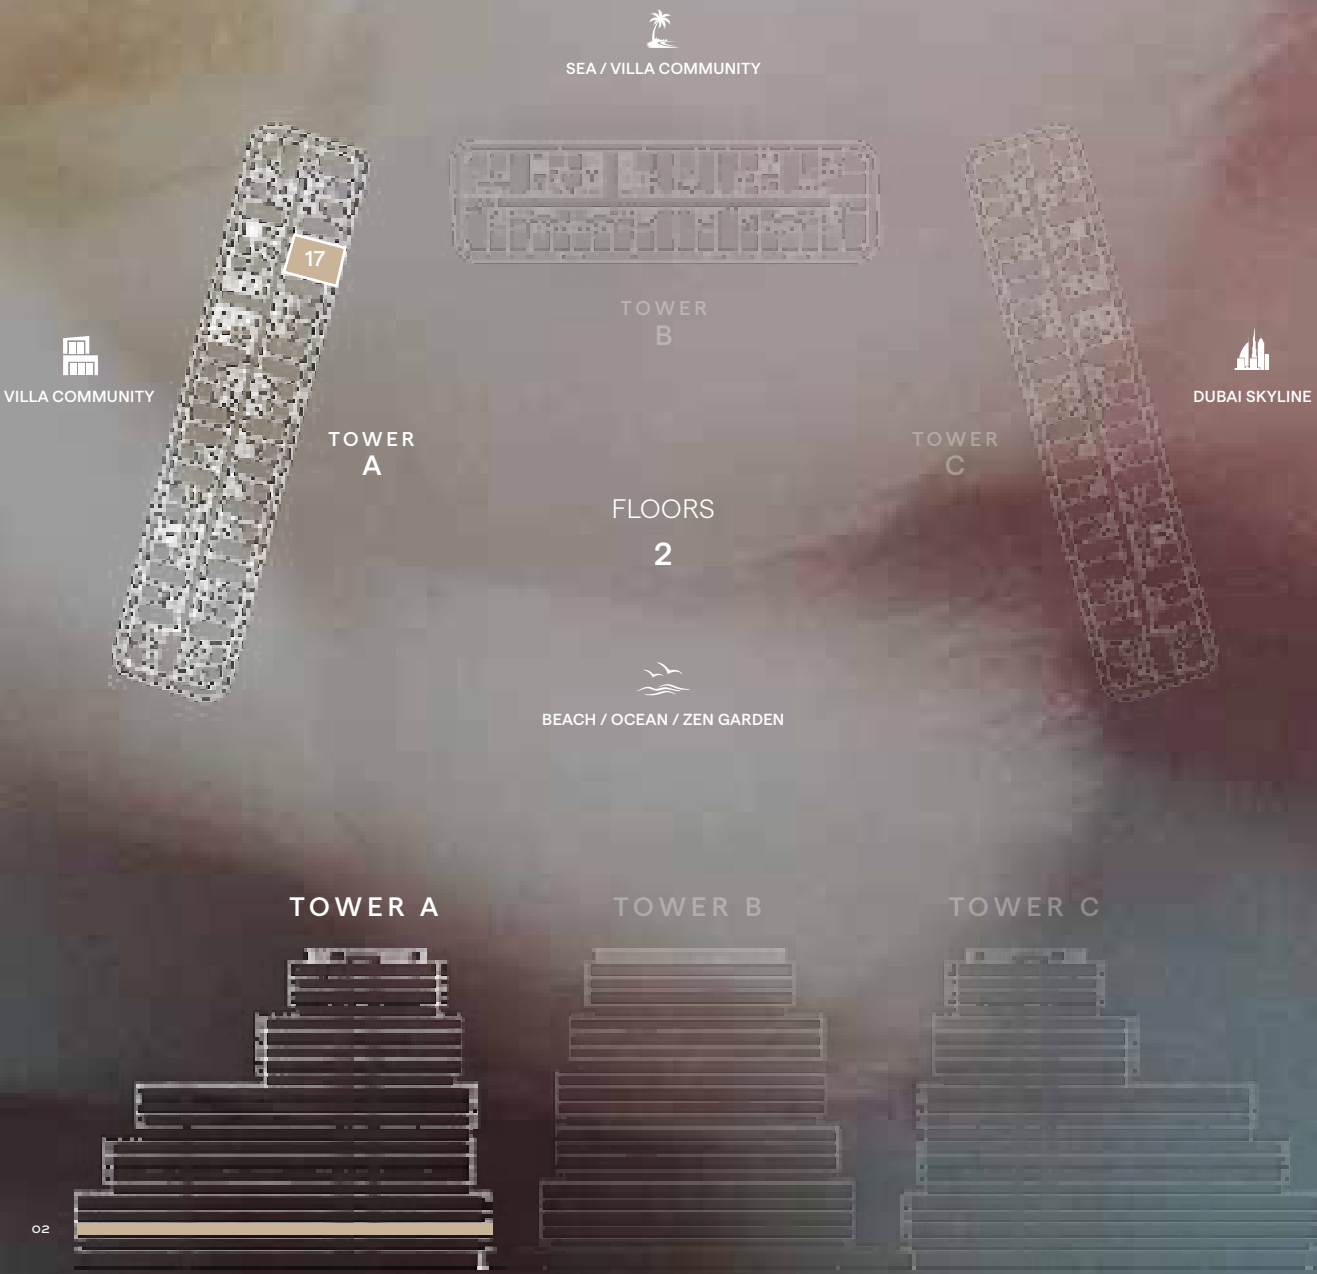 SEA / VILLA COMMUNITY
17
TOWER
B
VILLA COMMUNITY
DUBAI SKYLINE
TOWER
A
TOWER
C
FLOORS
2
BEACH / OCEAN / ZEN GARDEN
TOWER A
TOWER B
TOWER C
02